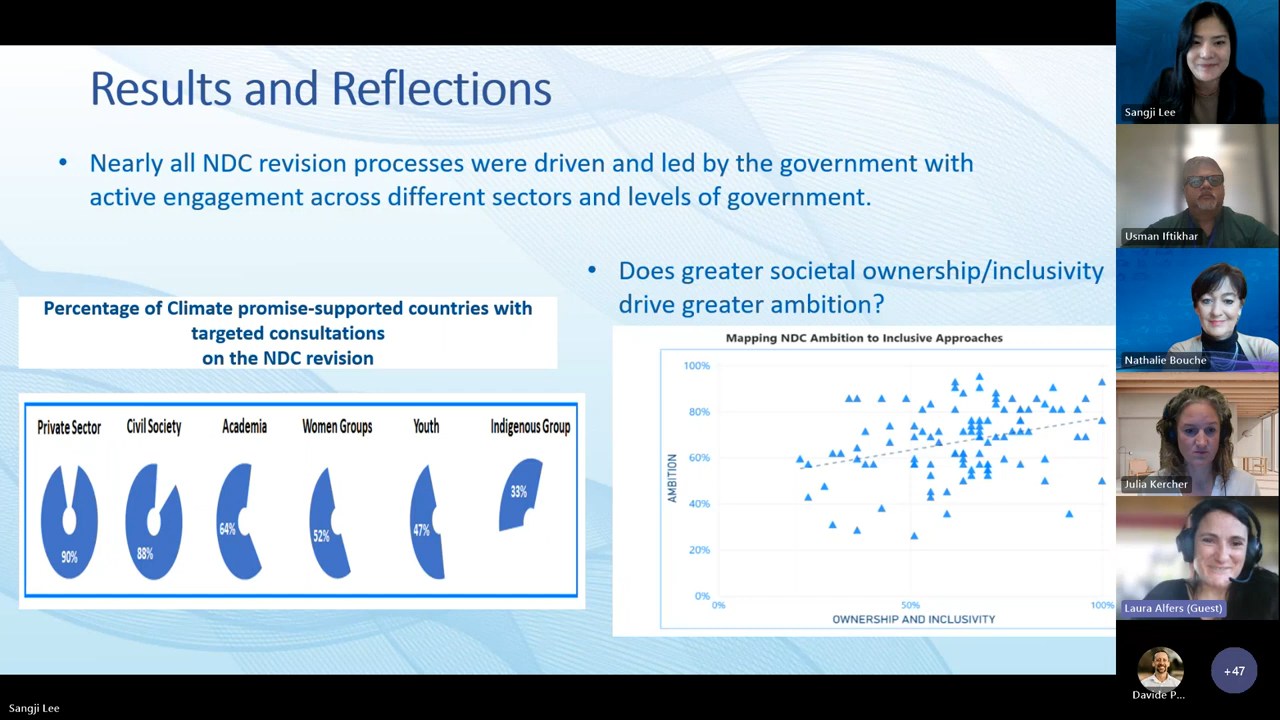 Results and Reflections
• Nearly all NDC revision processes were driven and led by the government with
active engagement across different sectors and levels of government.
• Does greater societal ownership/inclusivity
drive greater ambition?
Percentage of Climate promise-supported countries with
targeted consultations
on the NDC revision
Private Sector
Civil Society
Academia
Women Groups
Youth
Indigenous Group
90%
88%
64%
52%
47%
33%
Mapping NDC Ambition to Inclusive Approaches
100%
80%
60%
40%
20%
0%
AMBITION
0%
50%
100%
OWNERSHIP AND INCLUSIVITY
Sangji Lee
Usman Iftikhar
Nathalie Bouche
Julia Kercher
Laura Alfers (Guest)
Davide P...
+47
Sangji Lee